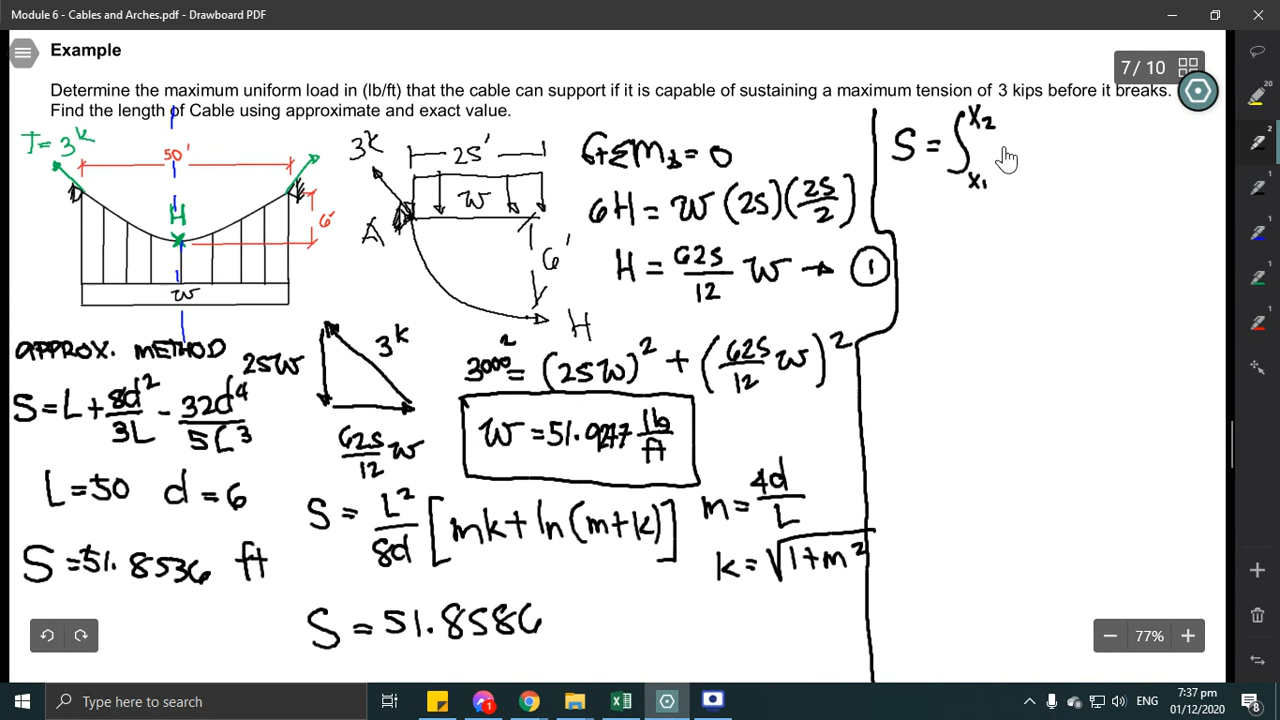 Module 6 - Cables and Arches.pdf - Drawboard PDF
Example
7 / 10
Determine the maximum uniform load in (lb/ft) that the cable can support if it is capable of sustaining a maximum tension of 3 kips before it breaks.
Find the length of Cable using approximate and exact value.
T = 3k
50'
H
6'
w
3k
25'
w
A
6'
H
↺+ΣMA = 0
6H = w (25)(25/2)
H = 625/12 w → ①
S = ∫ x1 x2
APPROX. METHOD
S = L + 8d²/3L - 32d⁴/5L³
L = 50 d = 6
S = 51.8536 ft
25w
3k
625/12 w
3000² = (25w)² + (625/12 w)²
w = 51.9247 lb/ft
S = L²/8d [mk + ln(m+k)]
m = 4d/L
k = √1+m²
S = 51.8586
77%
Type here to search
1
ENG
7:37 pm
01/12/2020
8